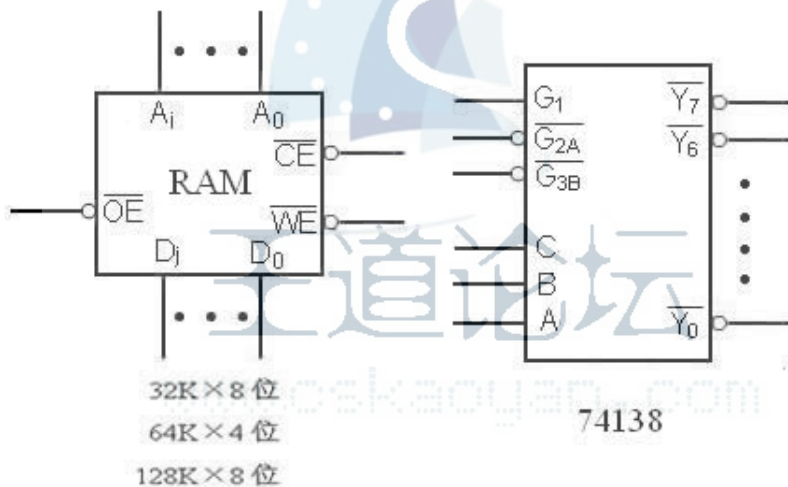 Ai A0
CE
RAM
OE
WE
Dj D0
32K×8 位
64K×4 位
128K×8 位
G1 Y7
G2A Y6
G3B
C
B
A Y0
74138
王道论坛
www.cskaoyan.com